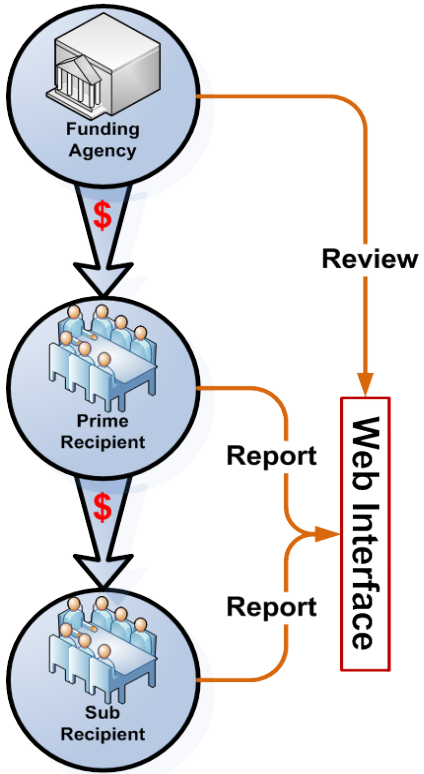 Funding
Agency
$
Review
Prime
Recipient
Report
Web Interface
$
Report
Sub
Recipient